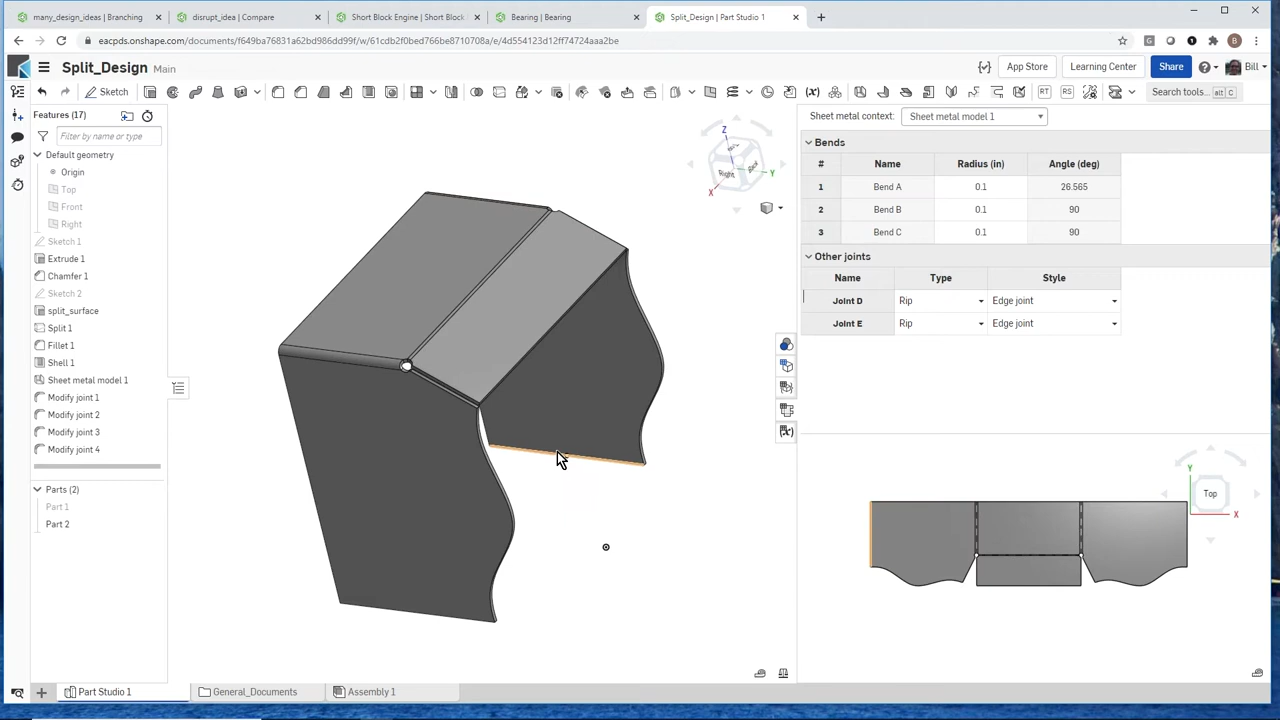 many_design_ideas | Branching
disrupt_idea | Compare
Short Block Engine | Short Block
Bearing | Bearing
Split_Design | Part Studio 1
eacpds.onshape.com/documents/f649ba76831a62bd986dd99f/w/61cdb2f0bed766be8710708a/e/4d554123d12ff74724aaa2be
B
Split_Design Main
App Store
Learning Center
Share
Bill
Sketch
RT
RS
Search tools...
alt C
Features (17)
Filter by name or type
Default geometry
Origin
Top
Front
Right
Sketch 1
Extrude 1
Chamfer 1
Sketch 2
split_surface
Split 1
Fillet 1
Shell 1
Sheet metal model 1
Modify joint 1
Modify joint 2
Modify joint 3
Modify joint 4
Parts (2)
Part 1
Part 2
Z
Right
Back
Y
X
Sheet metal context: Sheet metal model 1
Bends
# Name Radius (in) Angle (deg)
1 Bend A 0.1 26.565
2 Bend B 0.1 90
3 Bend C 0.1 90
Other joints
Name Type Style
Joint D Rip Edge joint
Joint E Rip Edge joint
Y
Top
X
Part Studio 1
General_Documents
Assembly 1